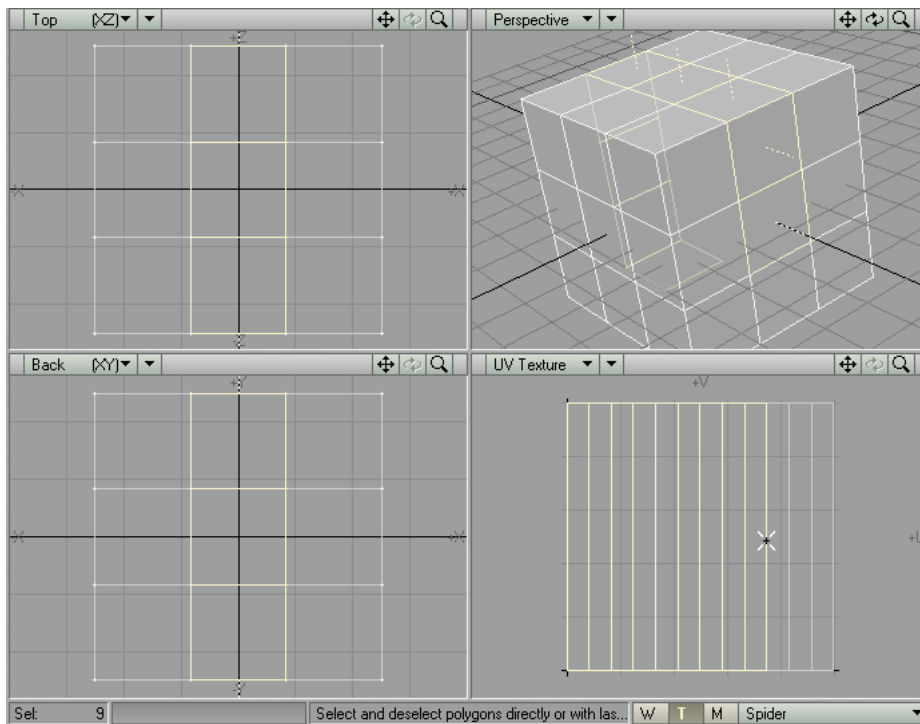 Top (XZ)
Perspective
+Z
-X
+X
-Z
Back (XY)
UV Texture
+Y
+V
-X
+X
+U
-Y
Sel: 9
Select and deselect polygons directly or with las...
W T M
Spider